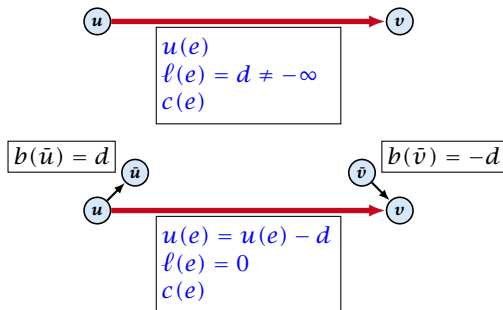 u v
u(e)
ℓ(e) = d ≠ −∞
c(e)
b(ū) = d ū v̄ b(v̄) = −d
u v
u(e) = u(e) − d
ℓ(e) = 0
c(e)